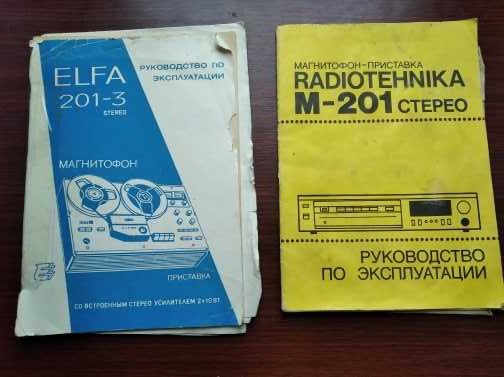 ELFA
201-3
STEREO
РУКОВОДСТВО ПО
ЭКСПЛУАТАЦИИ
МАГНИТОФОН
ПРИСТАВКА
СО ВСТРОЕННЫМ СТЕРЕО УСИЛИТЕЛЕМ 2×10 ВТ
МАГНИТОФОН-ПРИСТАВКА
RADIOTEHNIKA
М-201 СТЕРЕО
РУКОВОДСТВО
ПО ЭКСПЛУАТАЦИИ